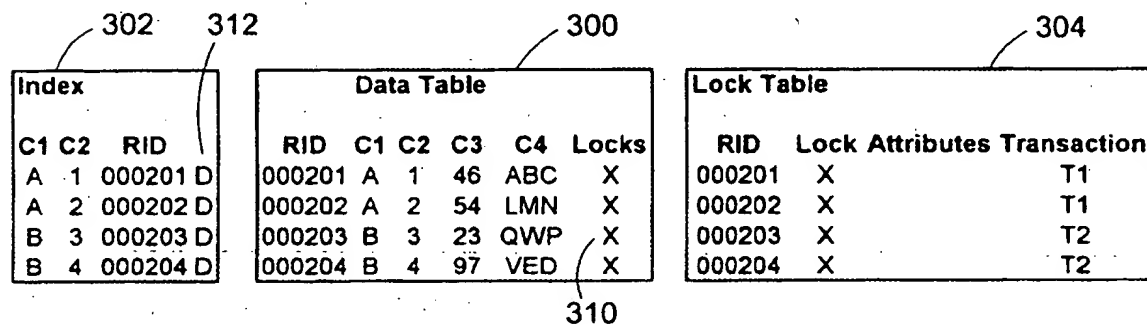 302 312 300 304
Index
C1 C2 RID
A 1 000201 D
A 2 000202 D
B 3 000203 D
B 4 000204 D
Data Table
RID C1 C2 C3 C4 Locks
000201 A 1 46 ABC X
000202 A 2 54 LMN X
000203 B 3 23 QWP X
000204 B 4 97 VED X
310
Lock Table
RID Lock Attributes Transaction
000201 X T1
000202 X T1
000203 X T2
000204 X T2